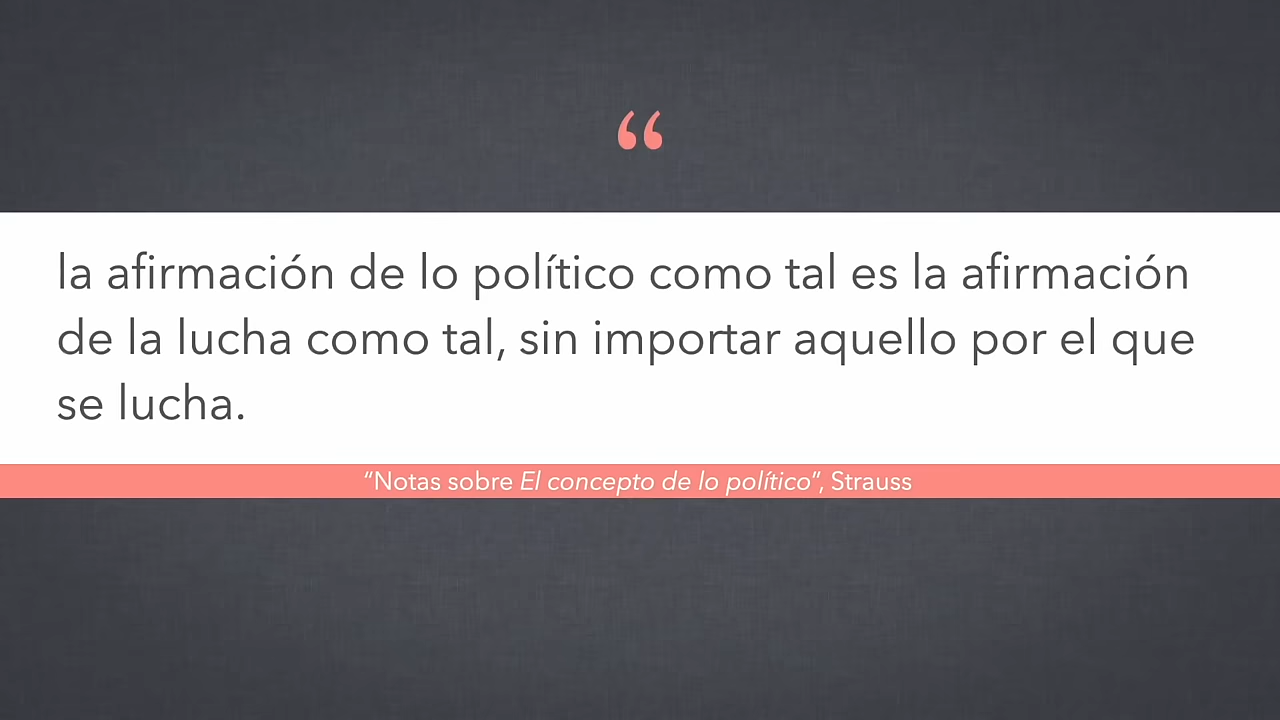 “
la afirmación de lo político como tal es la afirmación
de la lucha como tal, sin importar aquello por el que
se lucha.
“Notas sobre El concepto de lo político”, Strauss